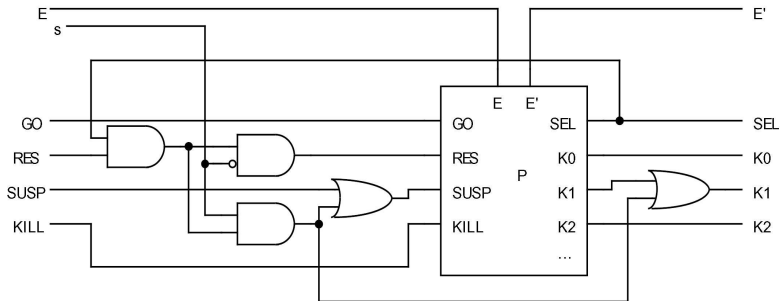 E
s
E'
E E'
GO GO SEL SEL
RES RES K0 K0
P
SUSP SUSP K1 K1
KILL KILL K2 K2
...